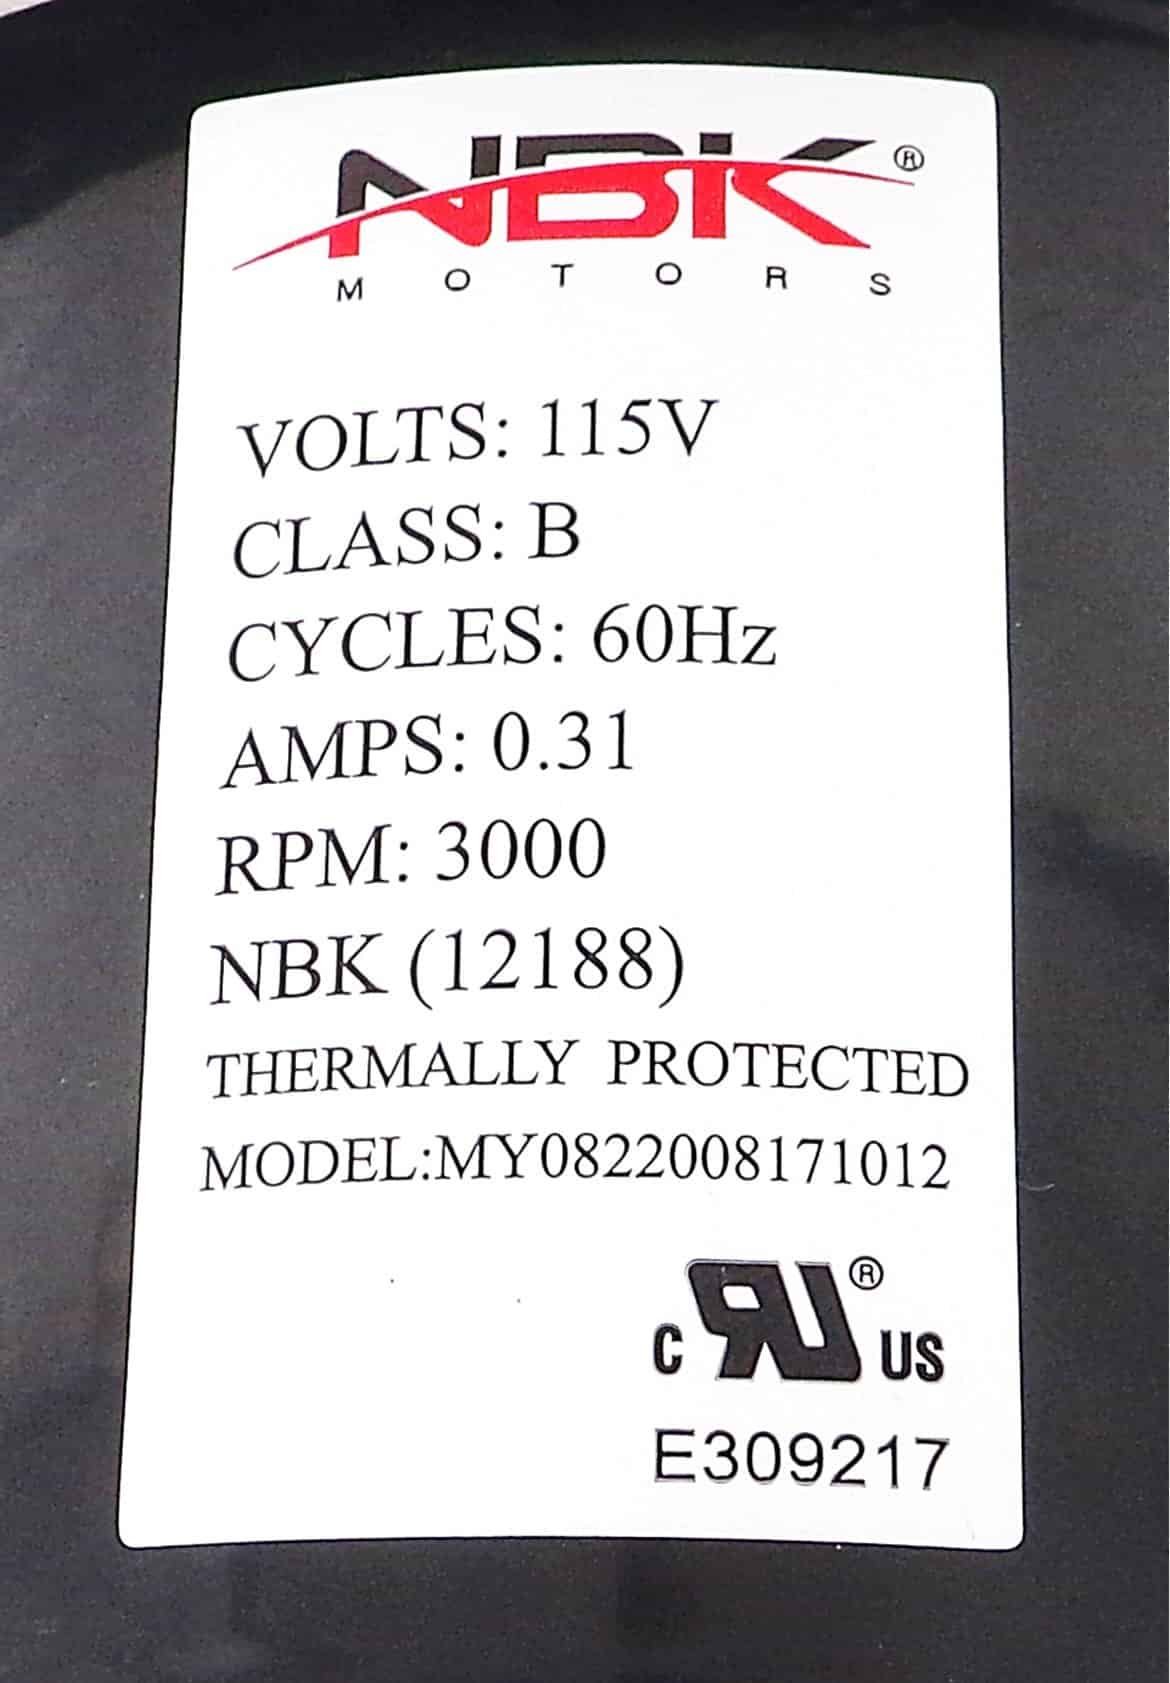 NBK®
MOTORS
VOLTS: 115V
CLASS: B
CYCLES: 60Hz
AMPS: 0.31
RPM: 3000
NBK (12188)
THERMALLY PROTECTED
MODEL:MY0822008171012
C RU® US
E309217